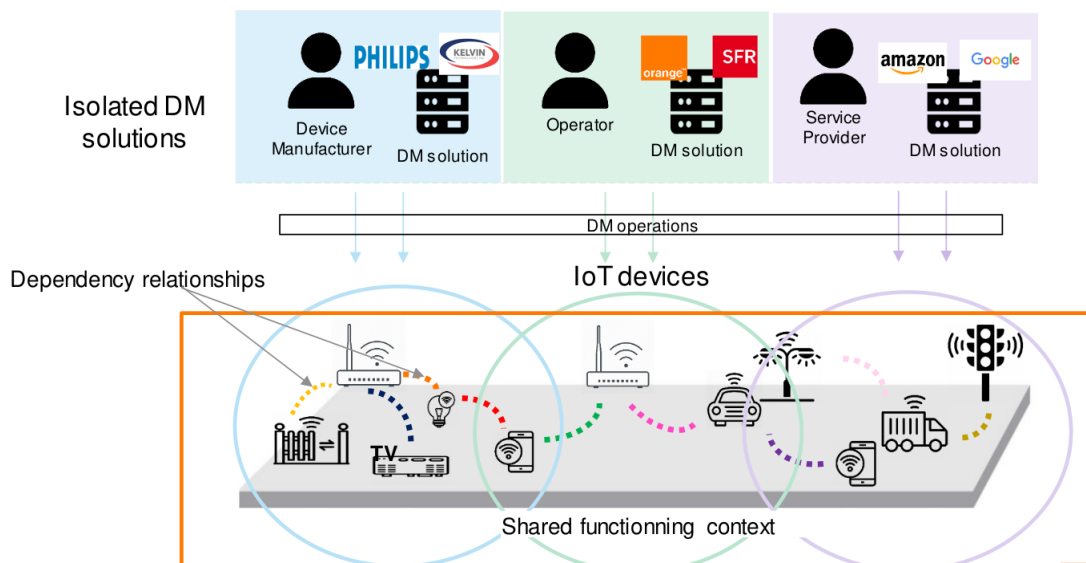 PHILIPS
KELVIN
orange
SFR
amazon
Google
Isolated DM
solutions
Device
Manufacturer
DM solution
Operator
DM solution
Service
Provider
DM solution
DM operations
Dependency relationships
IoT devices
TV
Shared functionning context